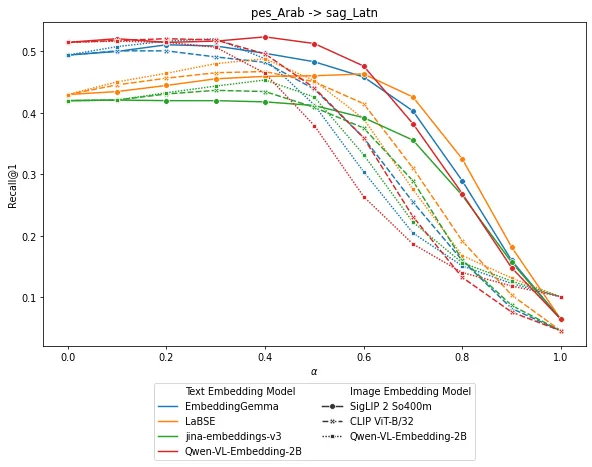 pes_Arab -> sag_Latn
Recall@1
0.5
0.4
0.3
0.2
0.1
0.0
0.2
0.4
0.6
0.8
1.0
α
Text Embedding Model
EmbeddingGemma
LaBSE
jina-embeddings-v3
Qwen-VL-Embedding-2B
Image Embedding Model
SigLIP 2 So400m
CLIP ViT-B/32
Qwen-VL-Embedding-2B